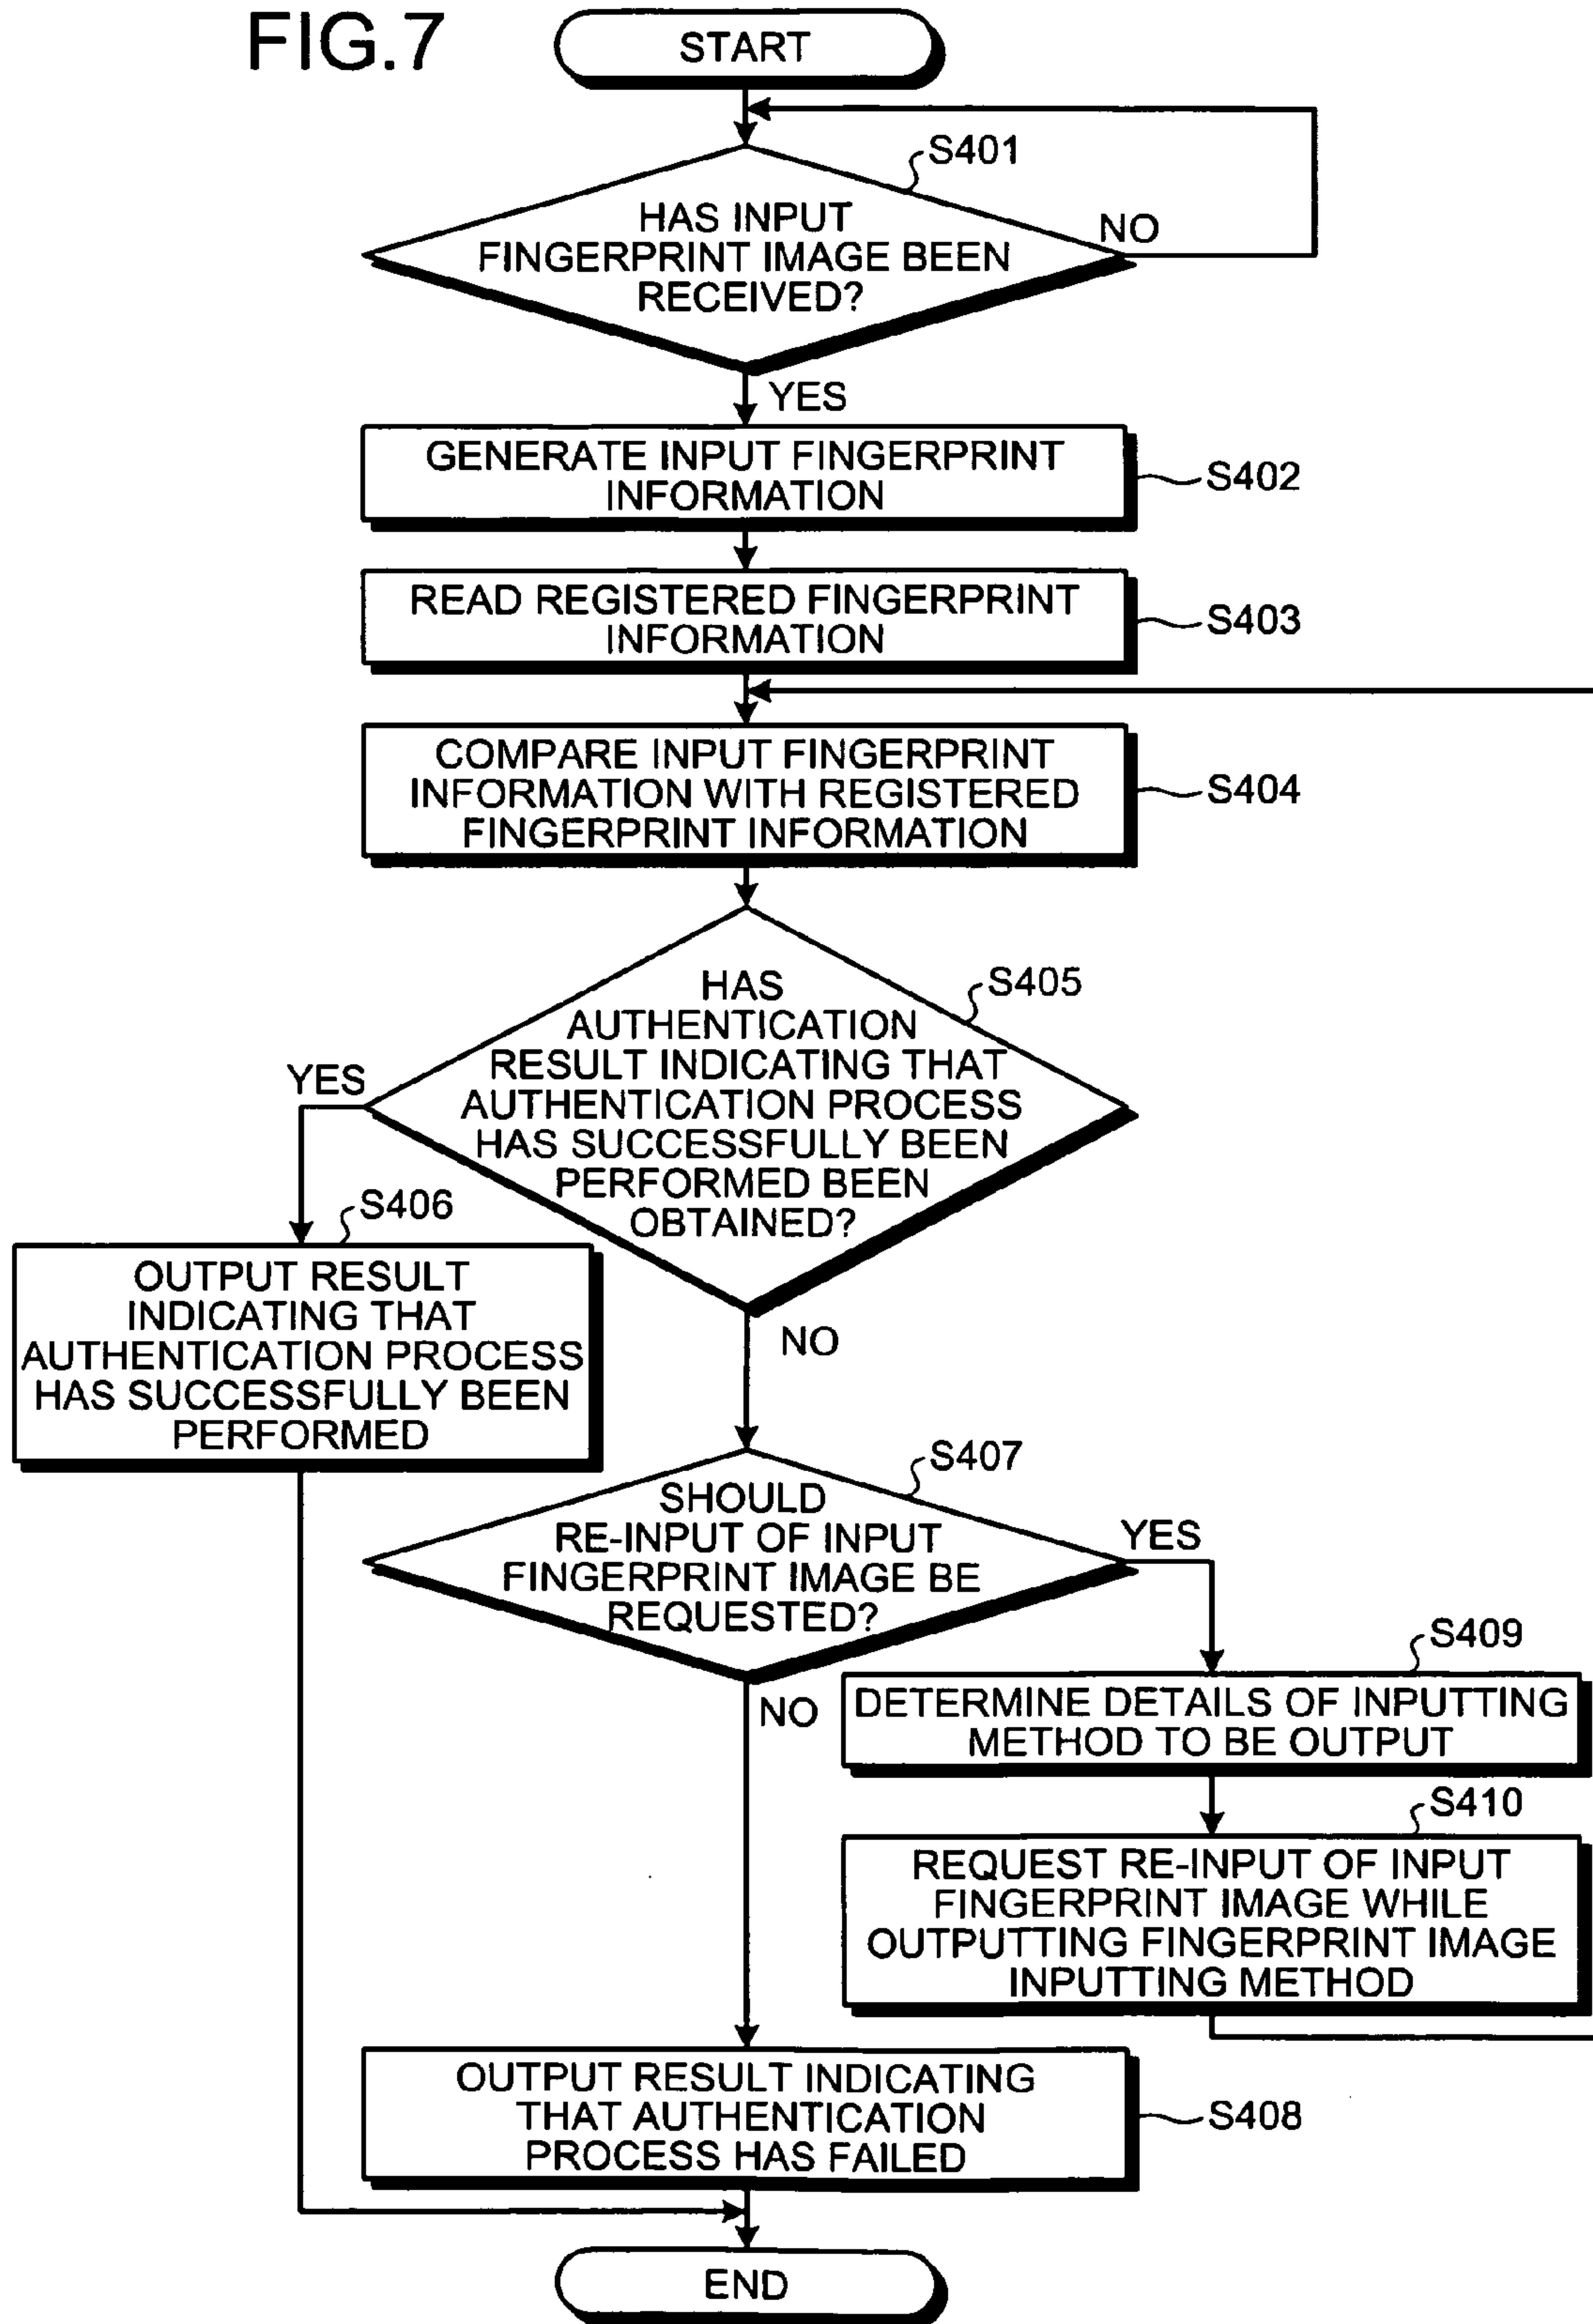 FIG.7
START
S401
HAS INPUT
FINGERPRINT IMAGE BEEN
RECEIVED?
NO
YES
GENERATE INPUT FINGERPRINT
INFORMATION
S402
READ REGISTERED FINGERPRINT
INFORMATION
S403
COMPARE INPUT FINGERPRINT
INFORMATION WITH REGISTERED
FINGERPRINT INFORMATION
S404
S405
HAS
AUTHENTICATION
RESULT INDICATING THAT
AUTHENTICATION PROCESS
HAS SUCCESSFULLY BEEN
PERFORMED BEEN
OBTAINED?
YES
S406
OUTPUT RESULT
INDICATING THAT
AUTHENTICATION PROCESS
HAS SUCCESSFULLY BEEN
PERFORMED
NO
S407
SHOULD
RE-INPUT OF INPUT
FINGERPRINT IMAGE BE
REQUESTED?
YES
NO
S409
DETERMINE DETAILS OF INPUTTING
METHOD TO BE OUTPUT
S410
REQUEST RE-INPUT OF INPUT
FINGERPRINT IMAGE WHILE
OUTPUTTING FINGERPRINT IMAGE
INPUTTING METHOD
OUTPUT RESULT INDICATING
THAT AUTHENTICATION
PROCESS HAS FAILED
S408
END